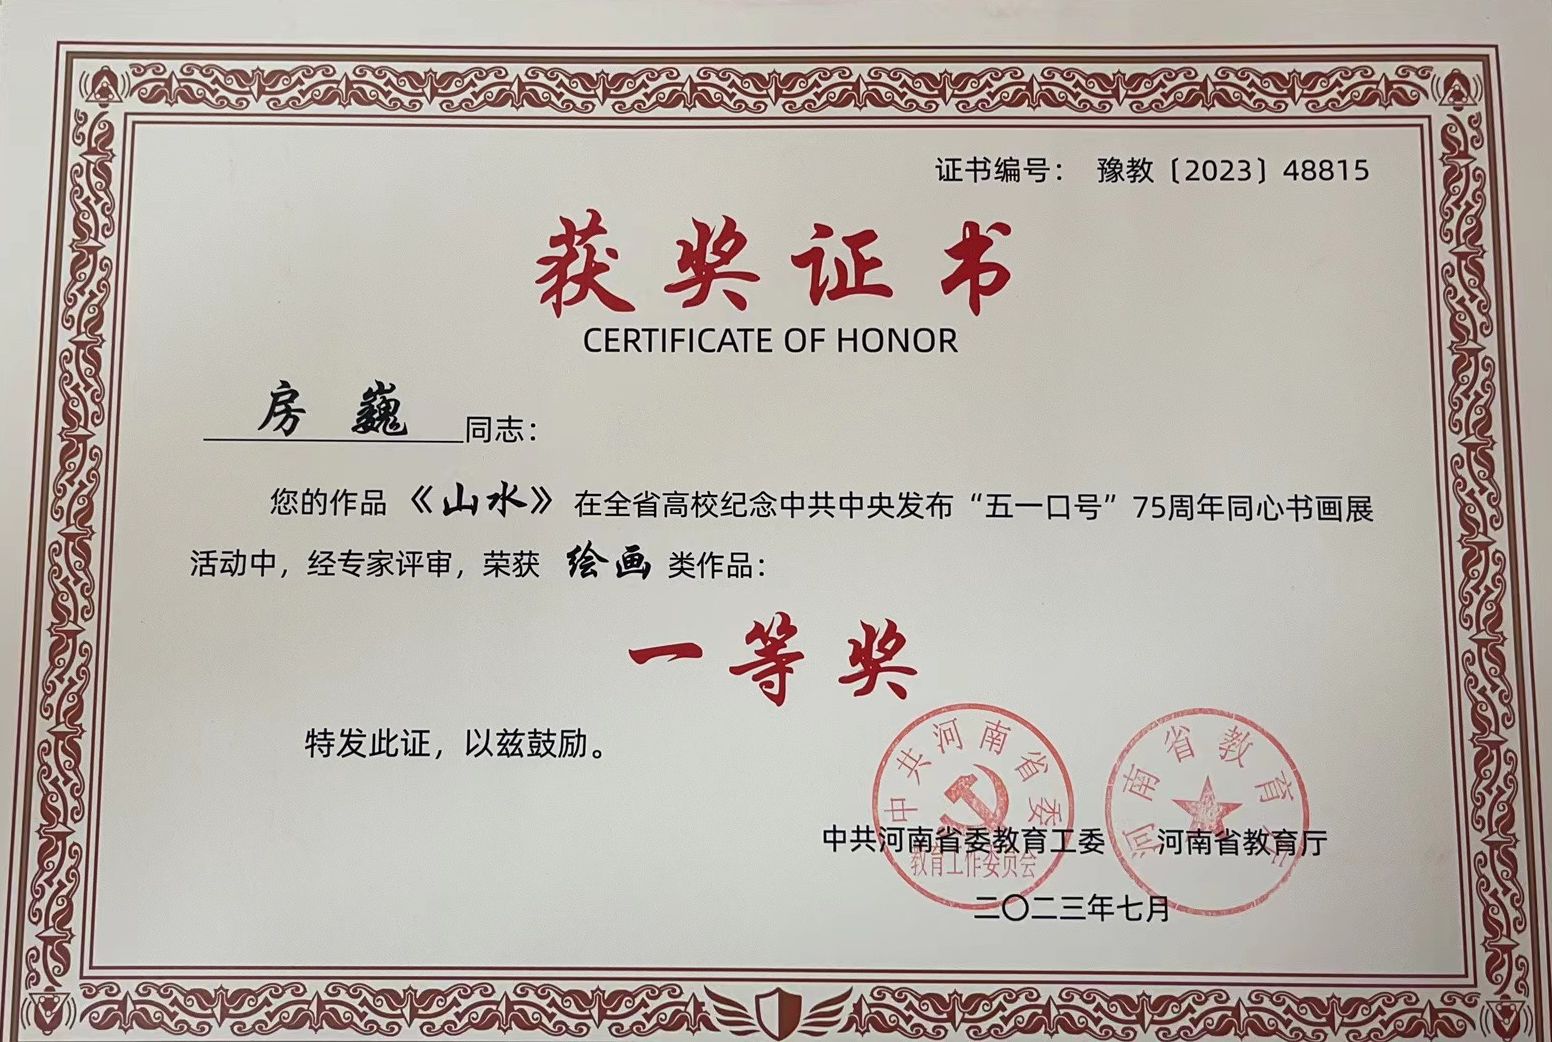 证书编号： 豫教〔2023〕48815
获奖证书
CERTIFICATE OF HONOR
房 巍 同志：
您的作品《山水》在全省高校纪念中共中央发布“五一口号”75周年同心书画展
活动中，经专家评审，荣获 绘画 类作品：
一等奖
特发此证，以兹鼓励。
中共河南省委
教育工作委员会
河南省教育厅
中共河南省委教育工委 河南省教育厅
二〇二三年七月